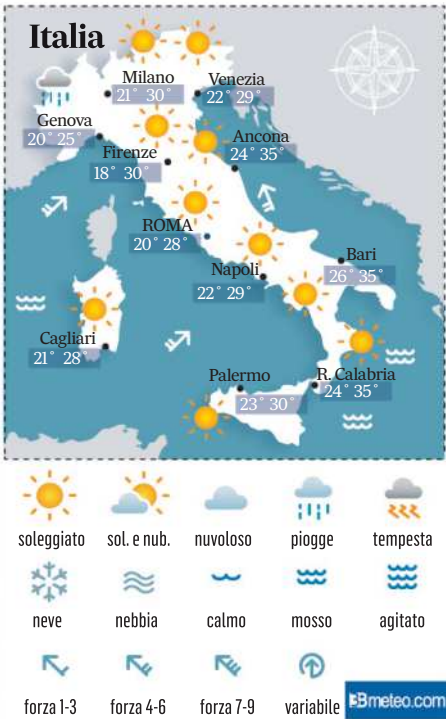 Italia
Milano
21° 30°
Venezia
22° 29°
Genova
20° 25°
Ancona
24° 35°
Firenze
18° 30°
ROMA
20° 28°
Napoli
22° 29°
Bari
26° 35°
Cagliari
21° 28°
Palermo
23° 30°
R. Calabria
24° 35°
soleggiato sol. e nub. nuvoloso piogge tempesta
neve nebbia calmo mosso agitato
forza 1-3 forza 4-6 forza 7-9 variabile
3Bmeteo.com